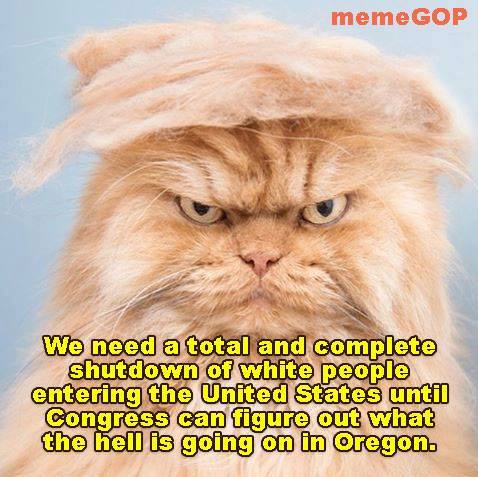 memeGOP
We need a total and complete
shutdown of white people
entering the United States until
Congress can figure out what
the hell is going on in Oregon.